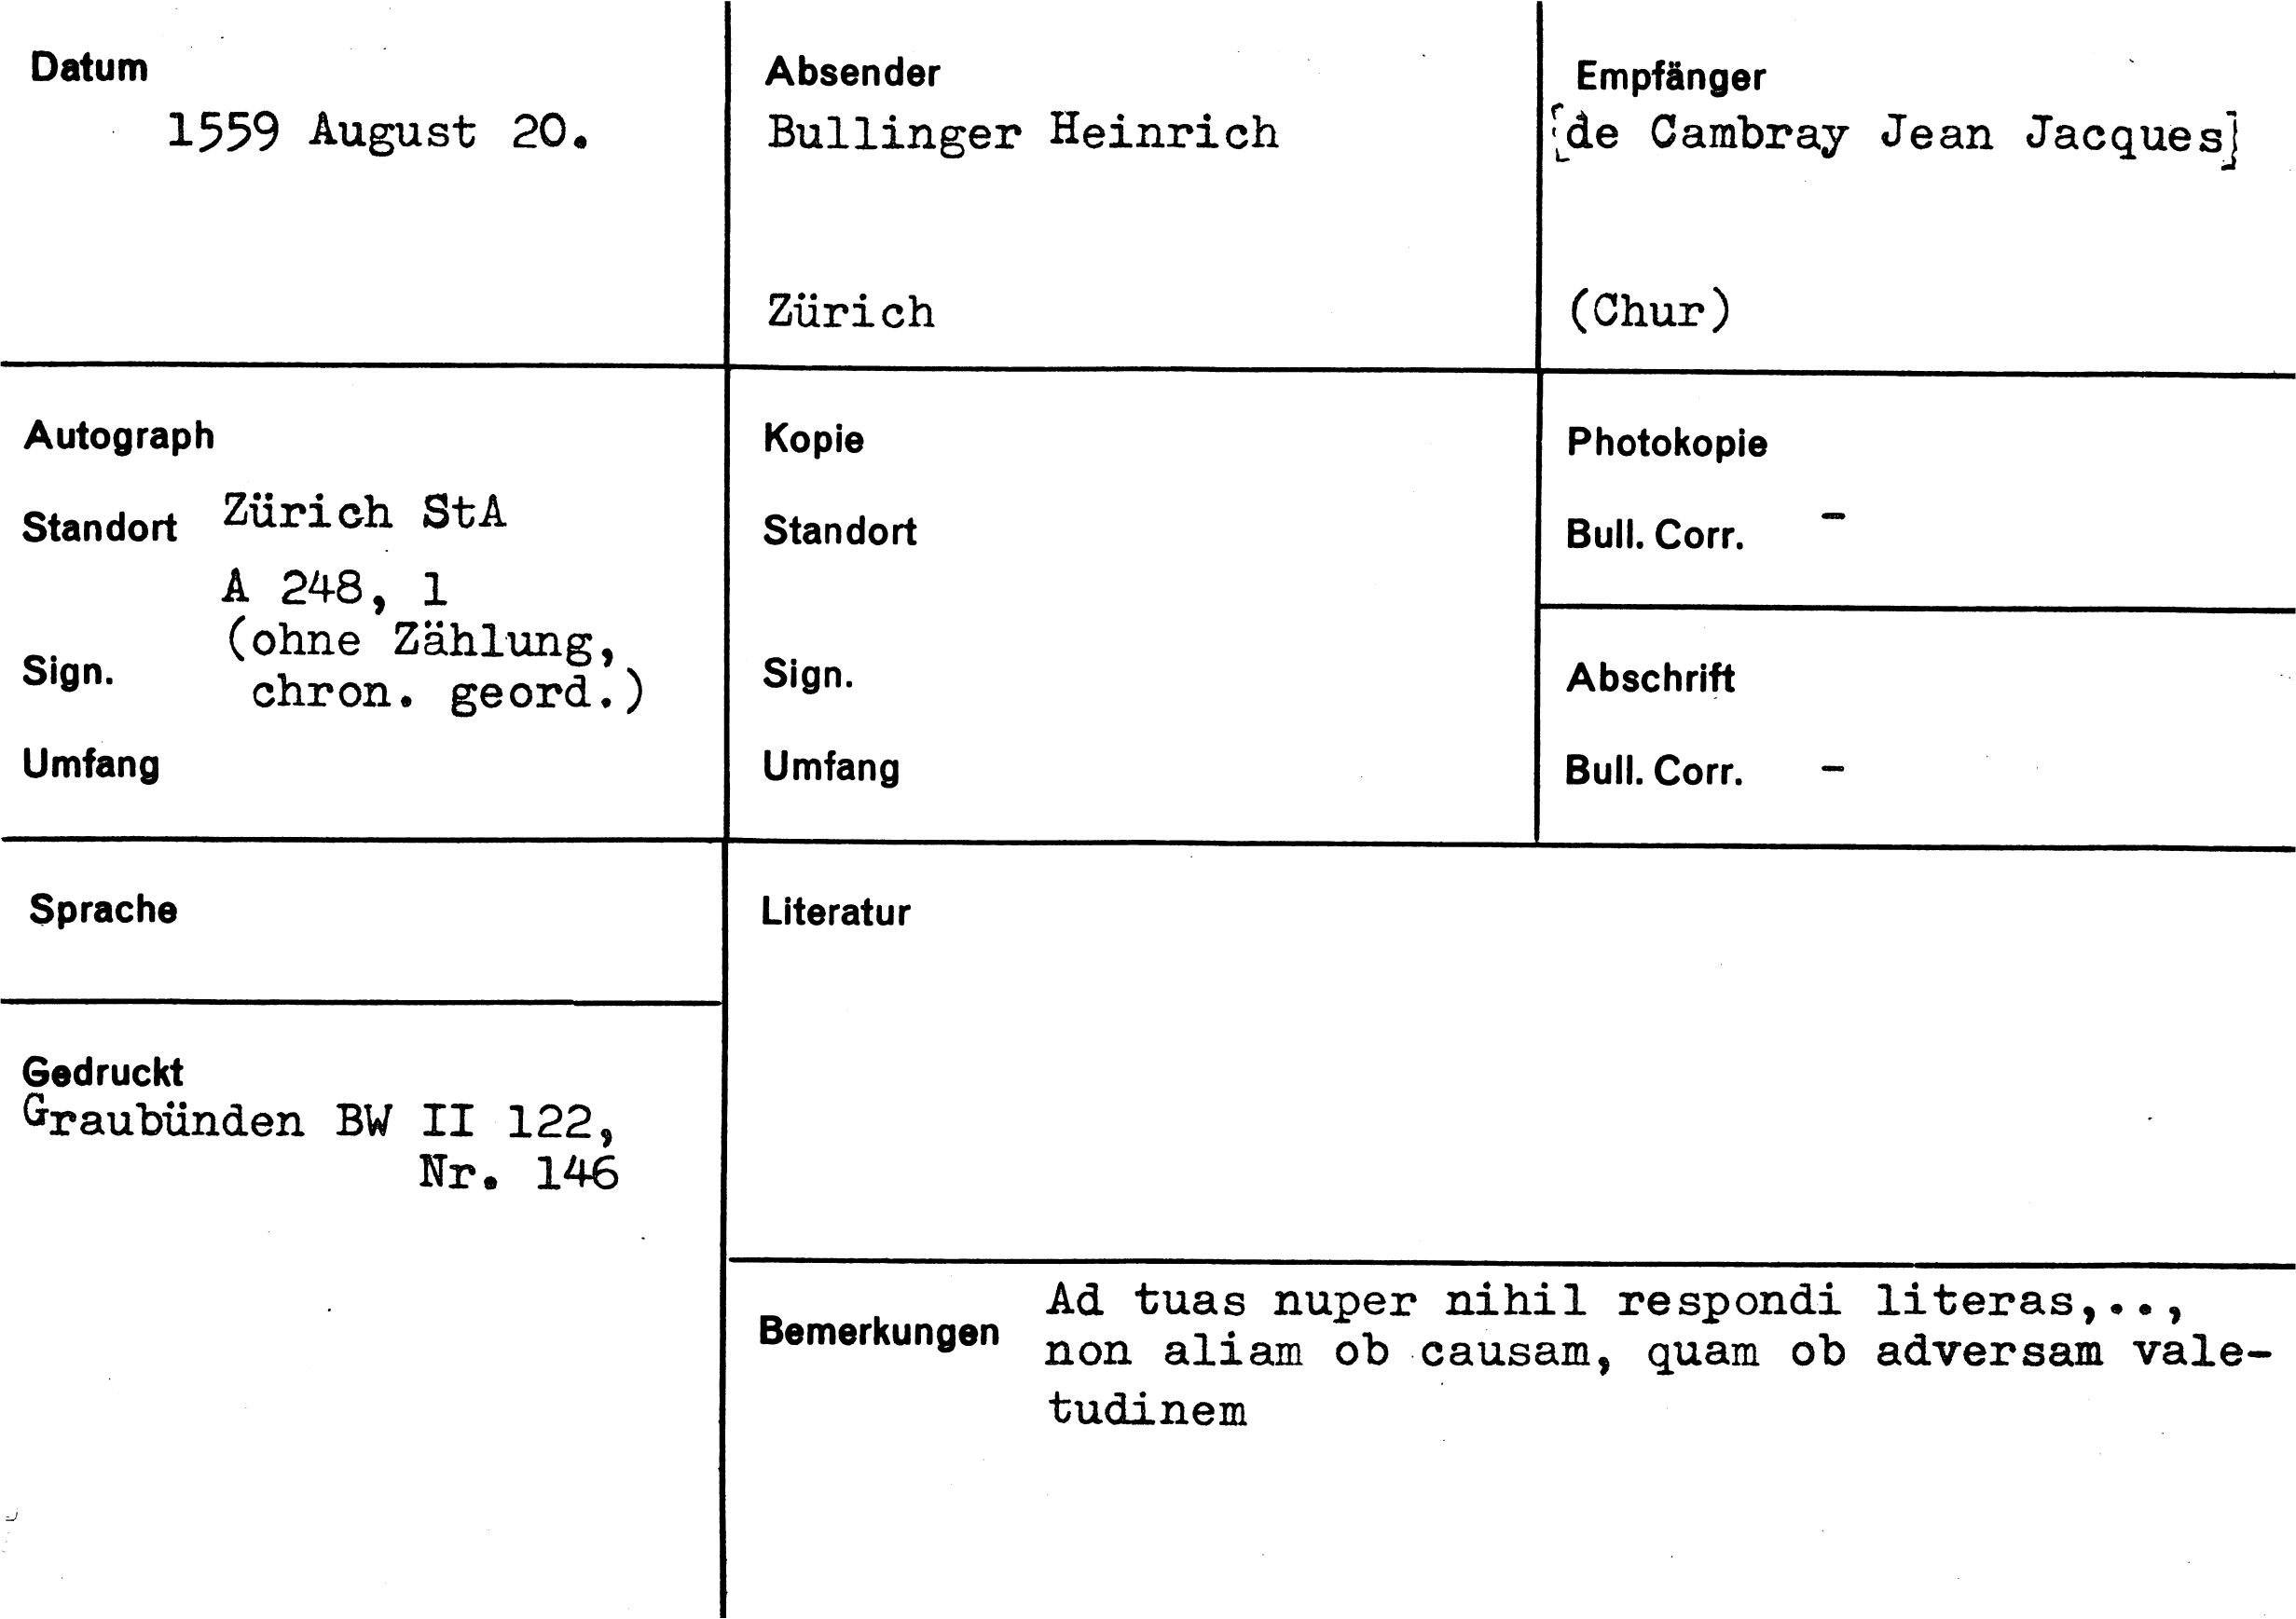 Datum
1559 August 20.
Absender
Bullinger Heinrich
Zürich
Empfänger
[de Cambray Jean Jacques]
(Chur)
Autograph
Standort Zürich StA
A 248, 1
(ohne Zählung,
Sign. chron. geord.)
Umfang
Kopie
Standort
Sign.
Umfang
Photokopie
Bull. Corr. -
Abschrift
Bull. Corr. -
Sprache
Gedruckt
Graubünden BW II 122,
Nr. 146
Literatur
Bemerkungen
Ad tuas nuper nihil respondi literas,..,
non aliam ob causam, quam ob adversam vale-
tudinem